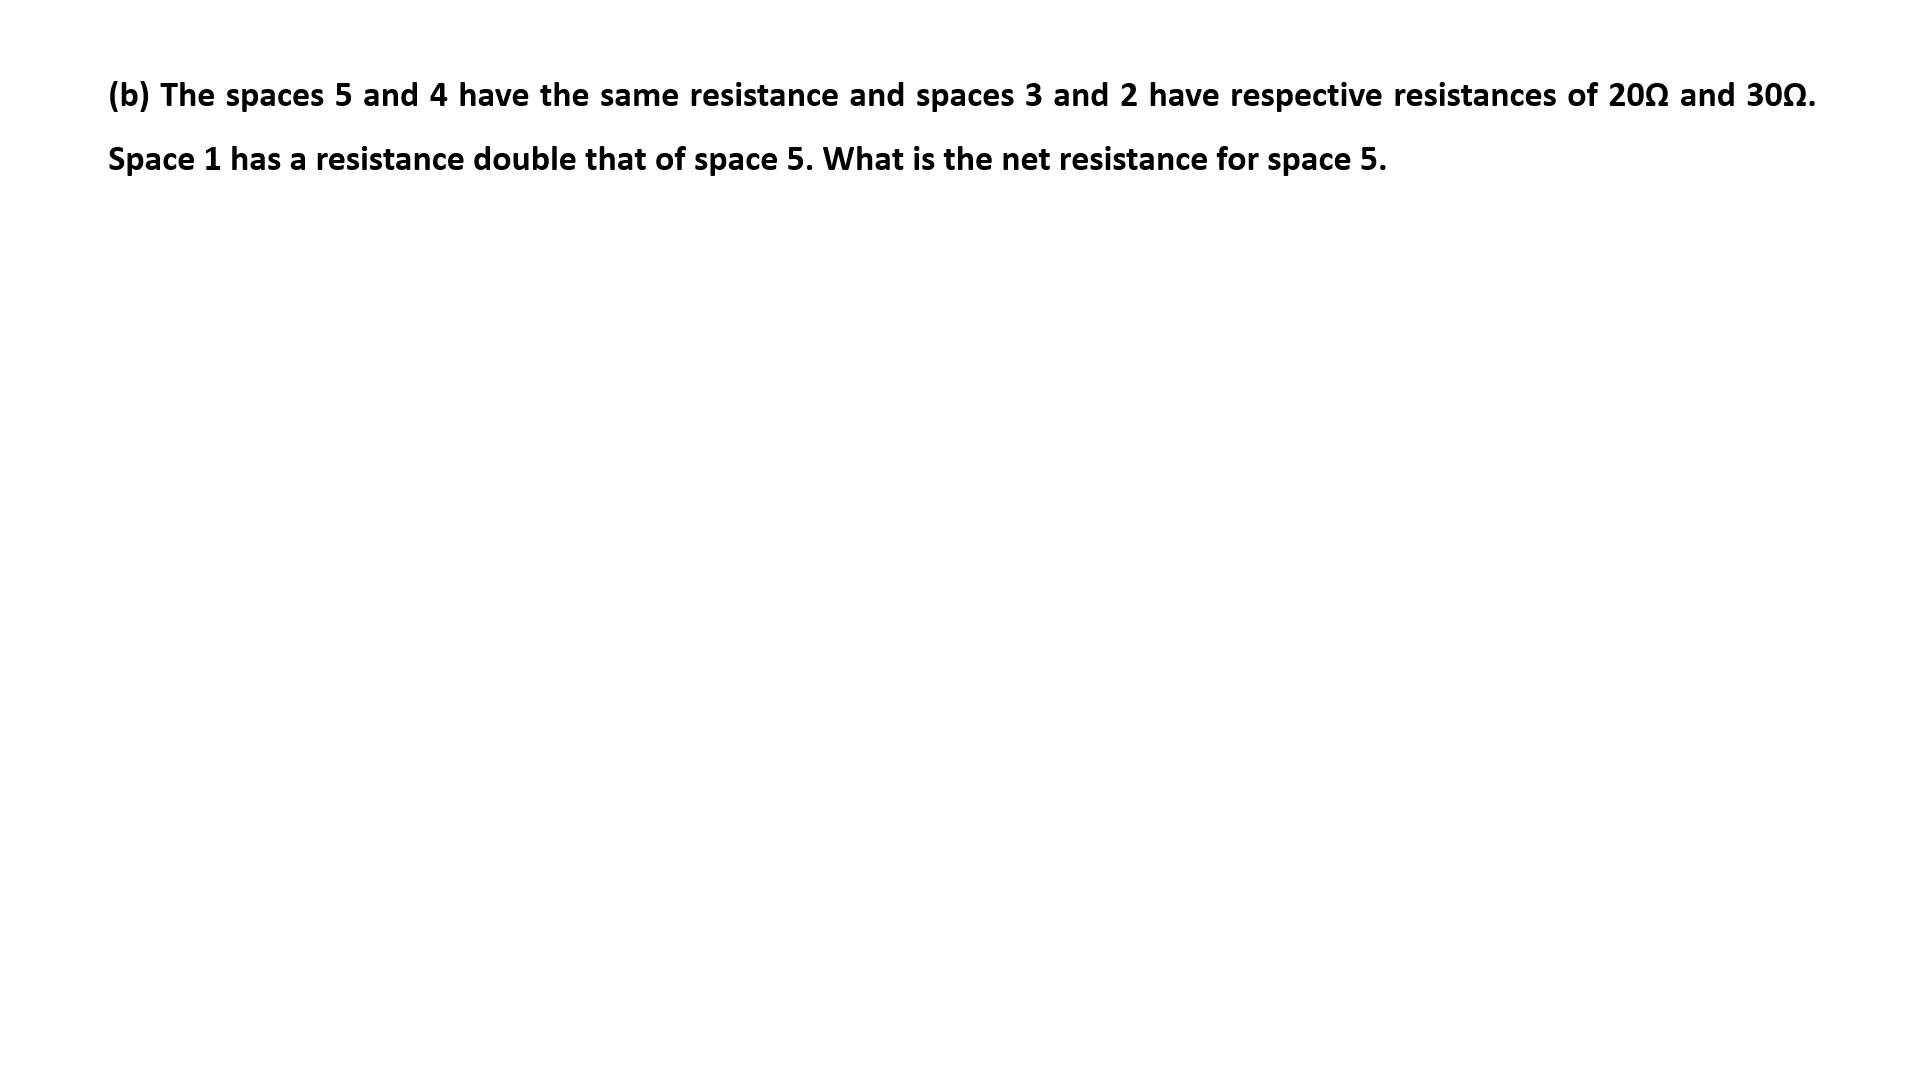 (b) The spaces 5 and 4 have the same resistance and spaces 3 and 2 have respective resistances of 20Ω and 30Ω.
Space 1 has a resistance double that of space 5. What is the net resistance for space 5.